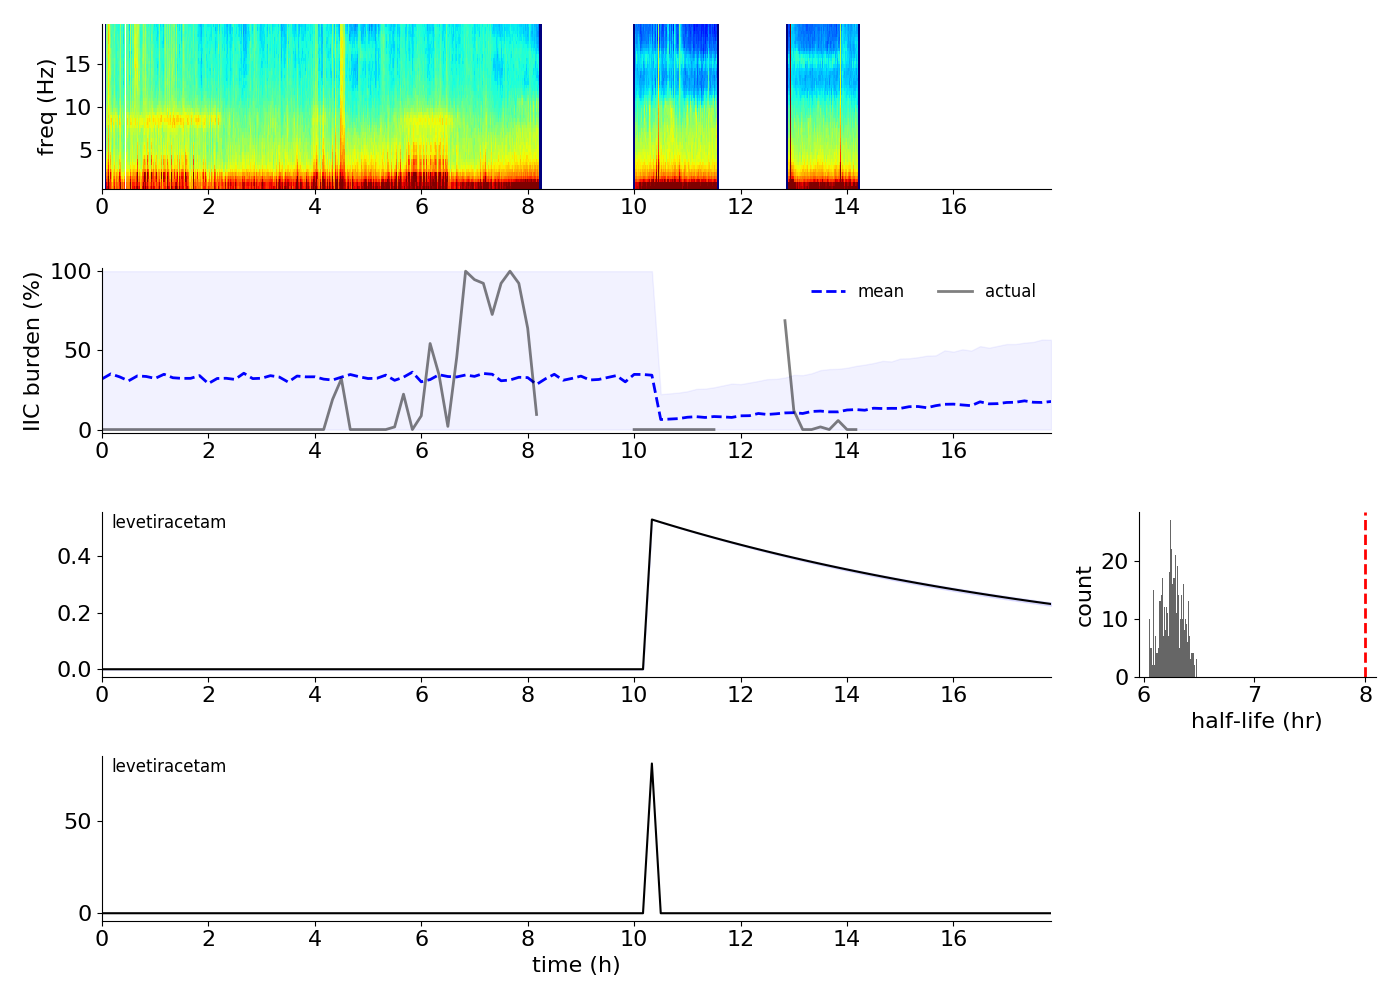 freq (Hz)
15
10
5
0 2 4 6 8 10 12 14 16
IIC burden (%)
100
50
0
mean actual
0 2 4 6 8 10 12 14 16
levetiracetam
0.4
0.2
0.0
0 2 4 6 8 10 12 14 16
count
20
10
0
6 7 8
half-life (hr)
levetiracetam
50
0
0 2 4 6 8 10 12 14 16
time (h)